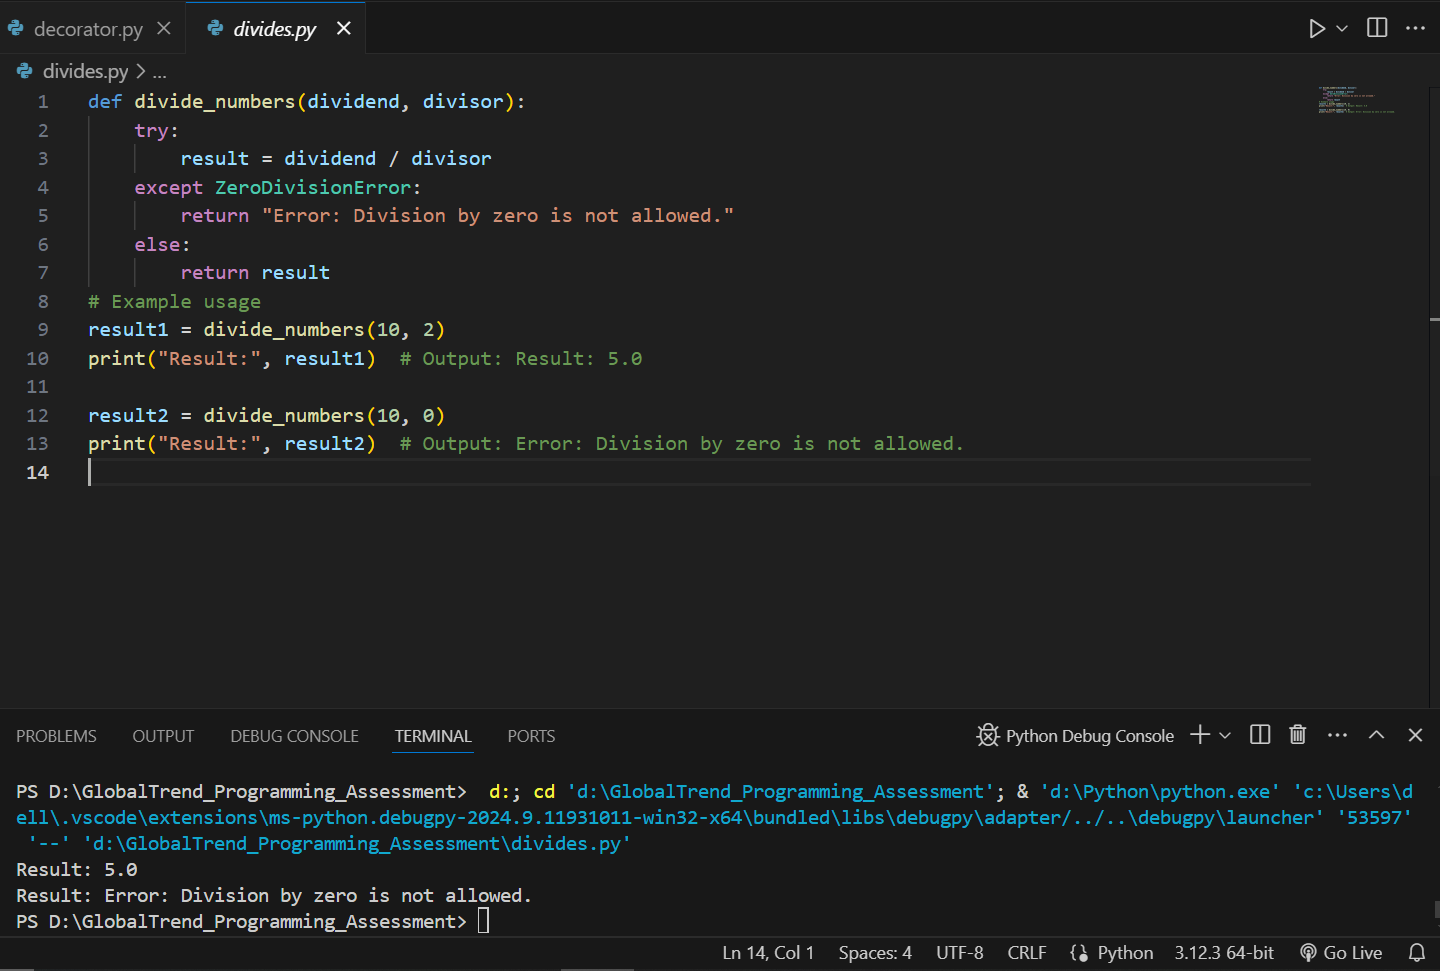 decorator.py
divides.py
divides.py > ...
1 def divide_numbers(dividend, divisor):
2     try:
3         result = dividend / divisor
4     except ZeroDivisionError:
5         return "Error: Division by zero is not allowed."
6     else:
7         return result
8 # Example usage
9 result1 = divide_numbers(10, 2)
10 print("Result:", result1)  # Output: Result: 5.0
11
12 result2 = divide_numbers(10, 0)
13 print("Result:", result2)  # Output: Error: Division by zero is not allowed.
14
PROBLEMS OUTPUT DEBUG CONSOLE TERMINAL PORTS Python Debug Console
PS D:\GlobalTrend_Programming_Assessment>  d:; cd 'd:\GlobalTrend_Programming_Assessment'; & 'd:\Python\python.exe' 'c:\Users\d
ell\.vscode\extensions\ms-python.debugpy-2024.9.11931011-win32-x64\bundled\libs\debugpy\adapter/../..\debugpy\launcher' '53597'
 '--' 'd:\GlobalTrend_Programming_Assessment\divides.py'
Result: 5.0
Result: Error: Division by zero is not allowed.
PS D:\GlobalTrend_Programming_Assessment>
Ln 14, Col 1 Spaces: 4 UTF-8 CRLF Python 3.12.3 64-bit Go Live